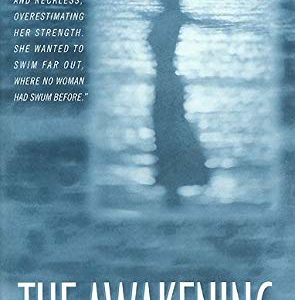 AND RECKLESS,
OVERESTIMATING
HER STRENGTH.
SHE WANTED TO
SWIM FAR OUT,
WHERE NO WOMAN
HAD SWUM BEFORE."
THE AWAKENING